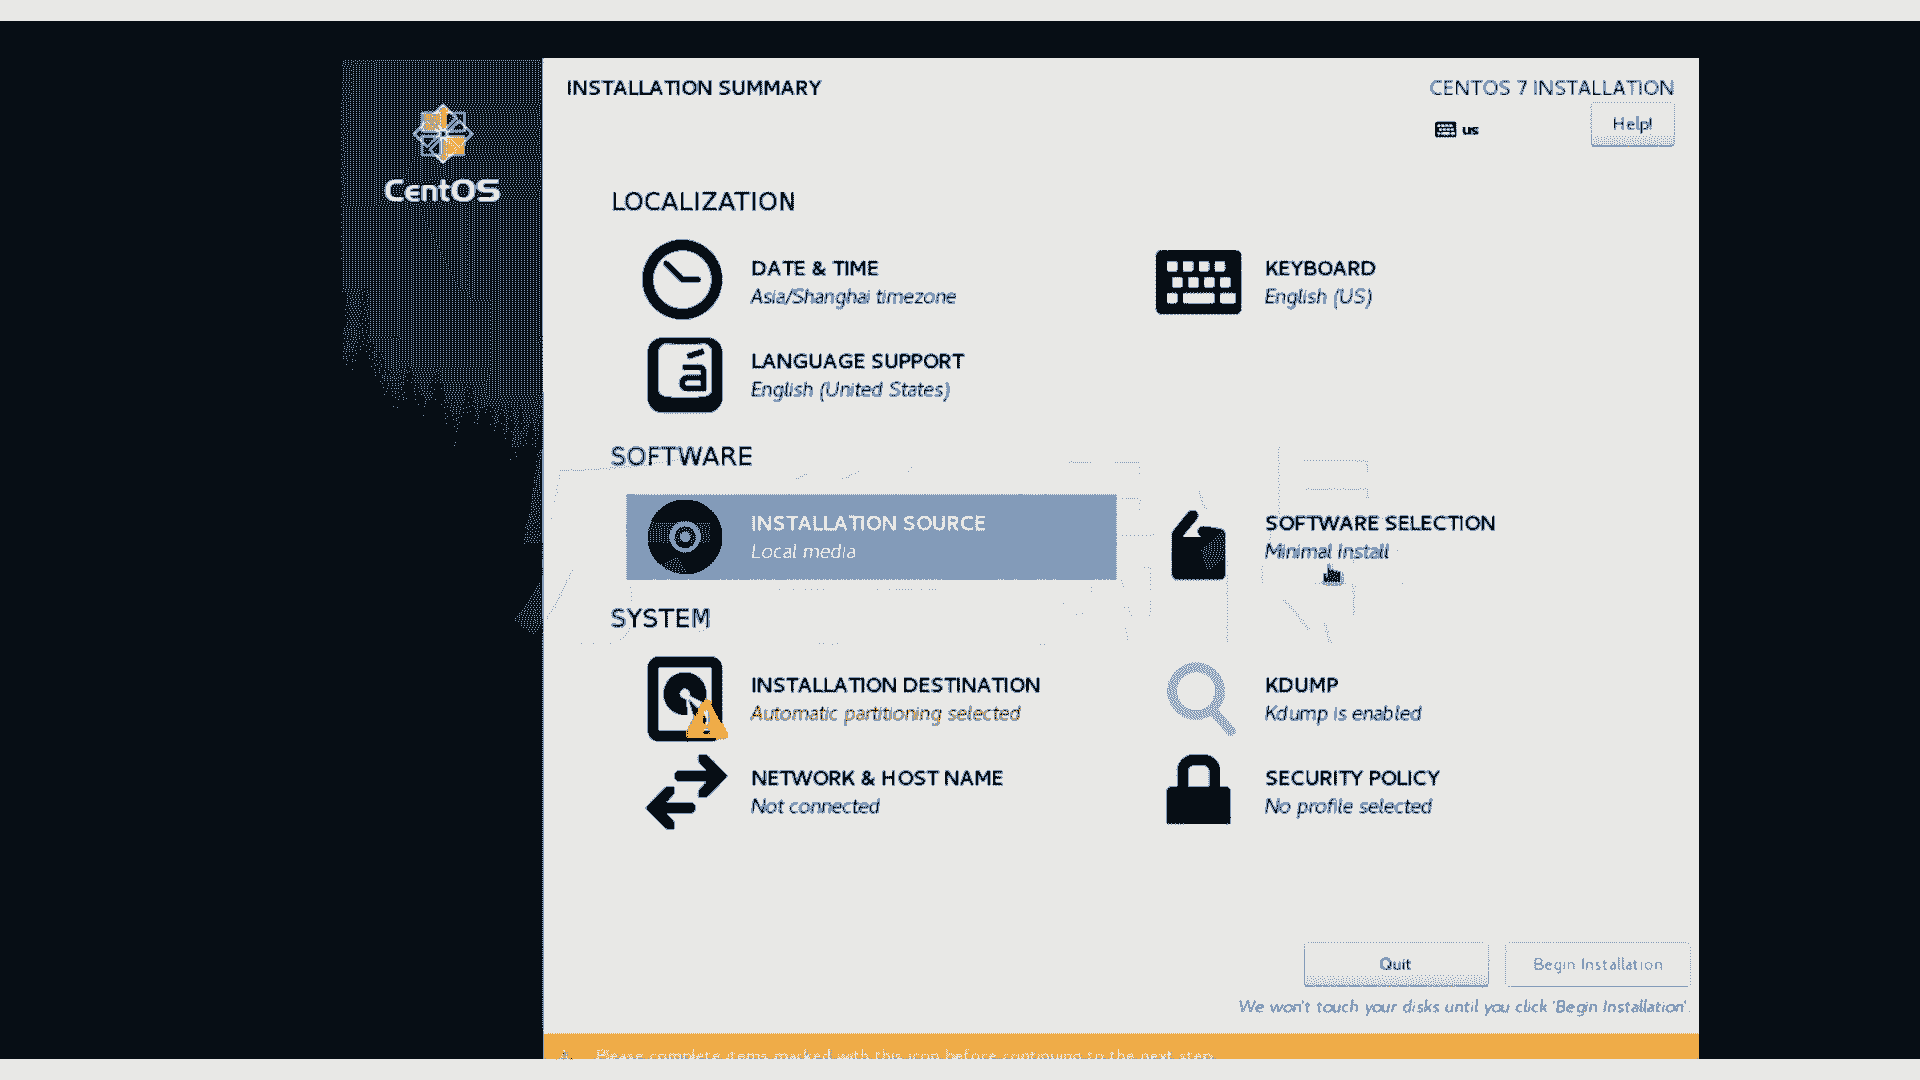 INSTALLATION SUMMARY
CENTOS 7 INSTALLATION
us
Help!
CentOS
LOCALIZATION
DATE & TIME
Asia/Shanghai timezone
KEYBOARD
English (US)
LANGUAGE SUPPORT
English (United States)
SOFTWARE
INSTALLATION SOURCE
Local media
SOFTWARE SELECTION
Minimal Install
SYSTEM
INSTALLATION DESTINATION
Automatic partitioning selected
KDUMP
Kdump is enabled
NETWORK & HOST NAME
Not connected
SECURITY POLICY
No profile selected
Quit
Begin Installation
We won't touch your disks until you click 'Begin Installation'.
Please complete items marked with this icon before continuing to the next step.